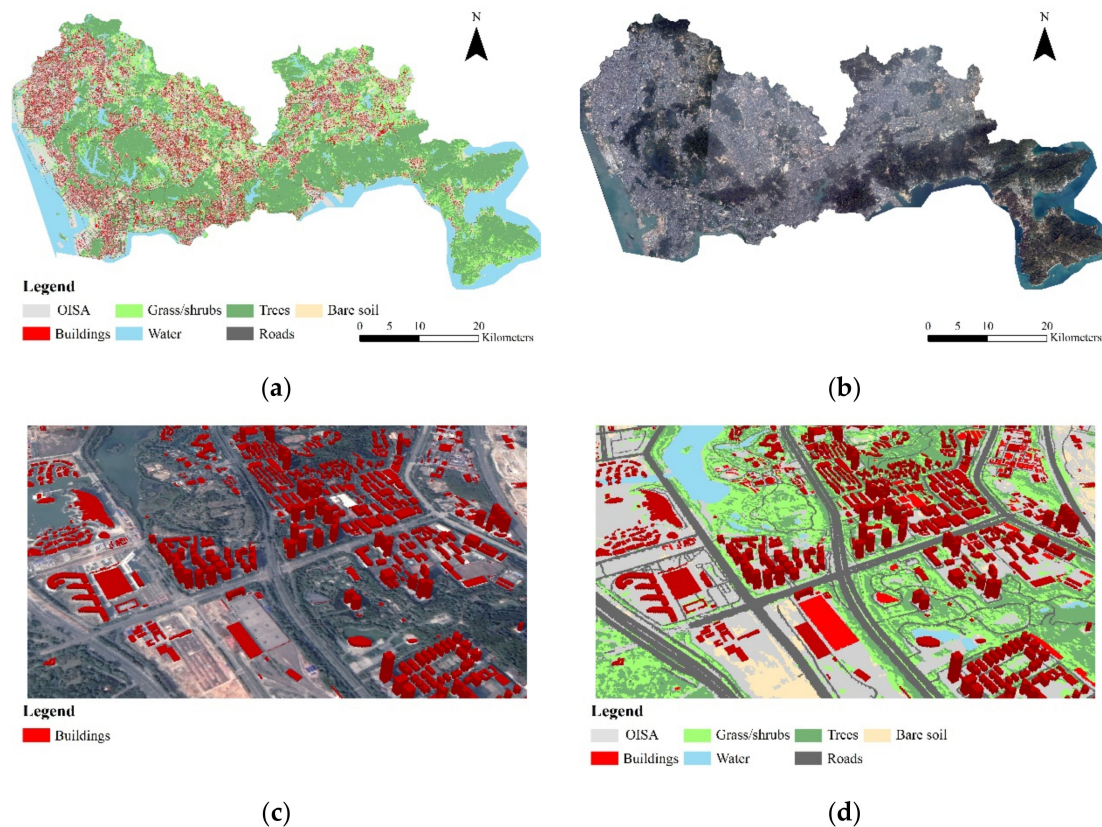 N
N
Legend
OISA Grass/shrubs Trees Bare soil
Buildings Water Roads
0 5 10 20
Kilometers
0 5 10 20
Kilometers
(a)
(b)
Legend
Buildings
Legend
OISA Grass/shrubs Trees Bare soil
Buildings Water Roads
(c)
(d)